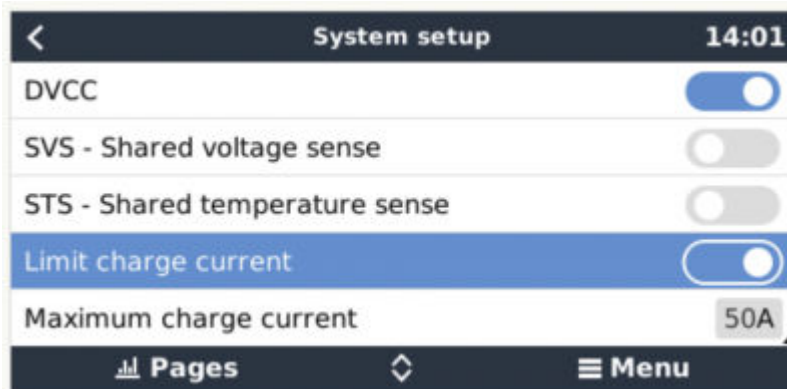 System setup 14:01
DVCC
SVS - Shared voltage sense
STS - Shared temperature sense
Limit charge current
Maximum charge current 50A
Pages Menu